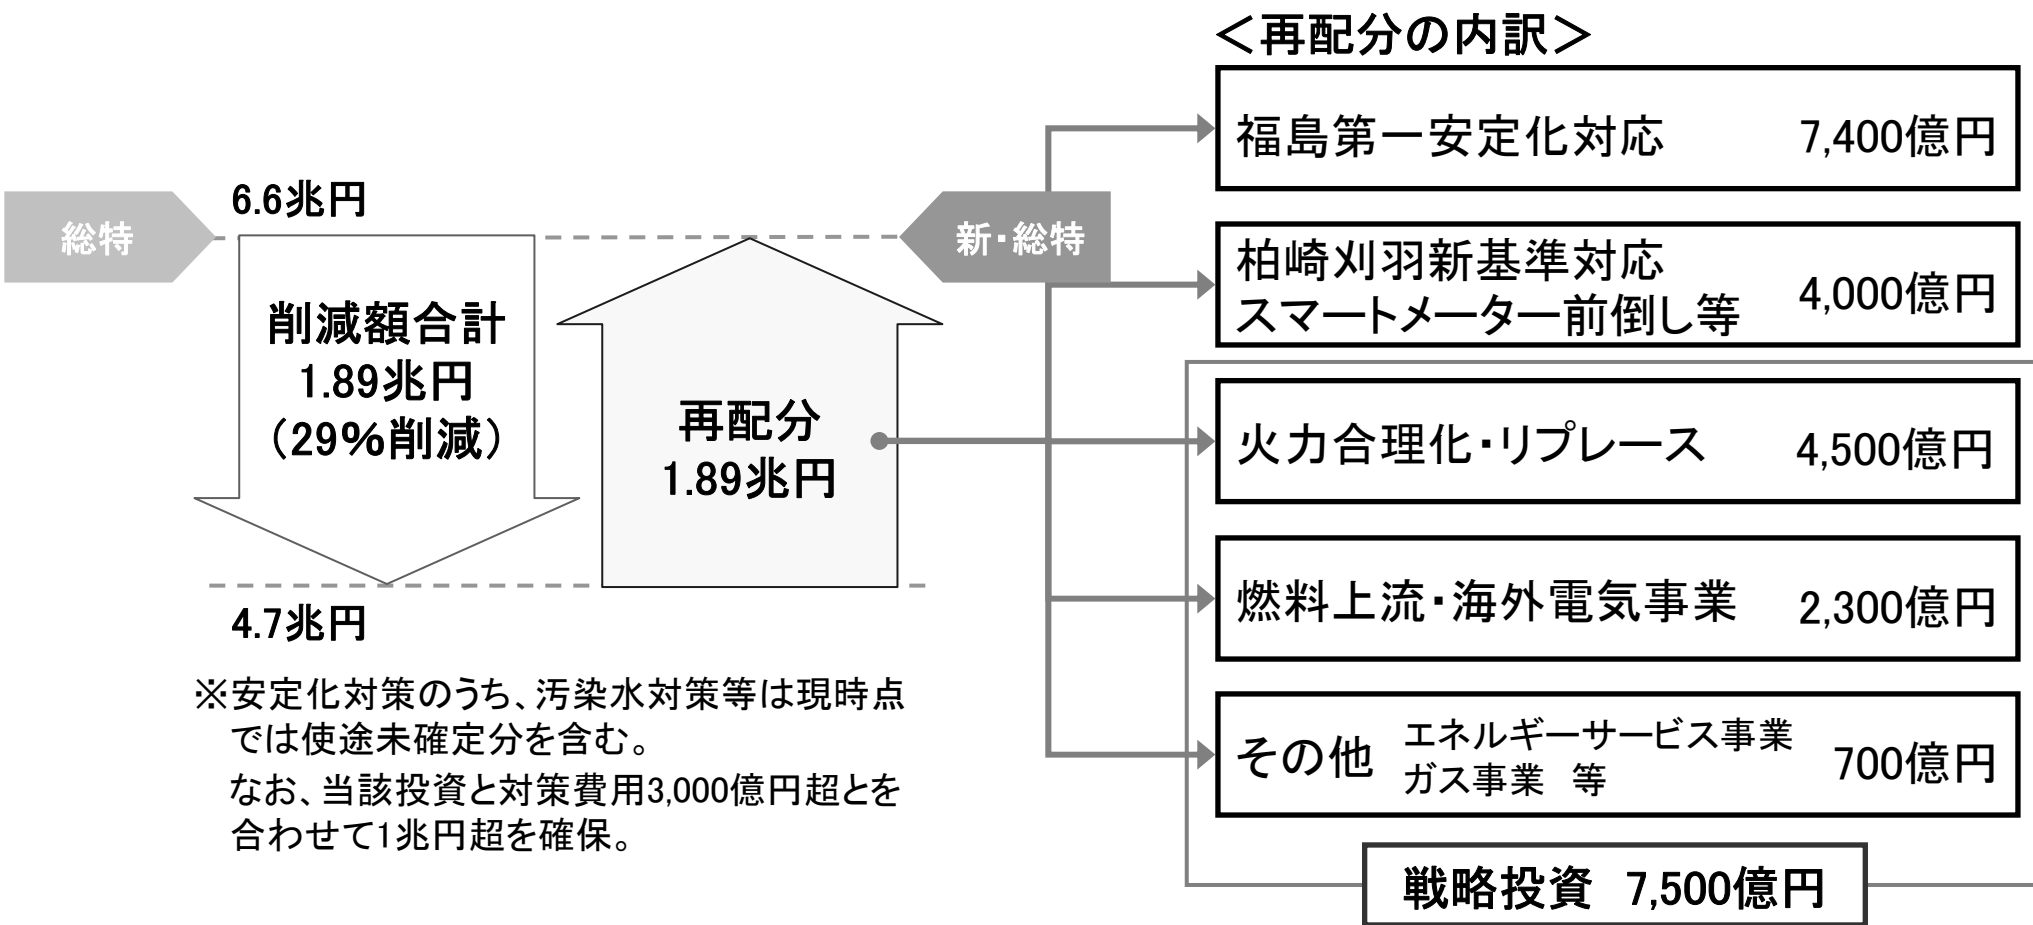 総特
6.6兆円
削減額合計
1.89兆円
(29%削減)
4.7兆円
再配分
1.89兆円
新・総特
※安定化対策のうち、汚染水対策等は現時点
では使途未確定分を含む。
なお、当該投資と対策費用3,000億円超とを
合わせて1兆円超を確保。
＜再配分の内訳＞
福島第一安定化対応 7,400億円
柏崎刈羽新基準対応
スマートメーター前倒し等 4,000億円
火力合理化・リプレース 4,500億円
燃料上流・海外電気事業 2,300億円
その他 エネルギーサービス事業
ガス事業 等 700億円
戦略投資 7,500億円